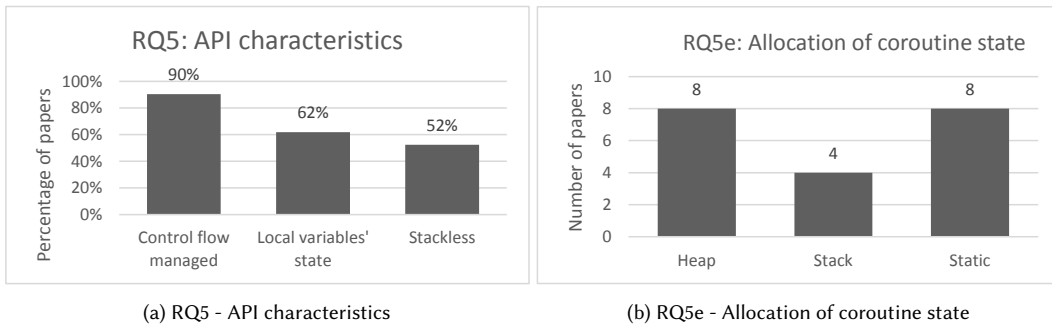 RQ5: API characteristics
Percentage of papers
100%
80%
60%
40%
20%
0%
90%
62%
52%
Control flow
managed
Local variables'
state
Stackless
(a) RQ5 - API characteristics
RQ5e: Allocation of coroutine state
Number of papers
10
8
6
4
2
0
8
4
8
Heap
Stack
Static
(b) RQ5e - Allocation of coroutine state